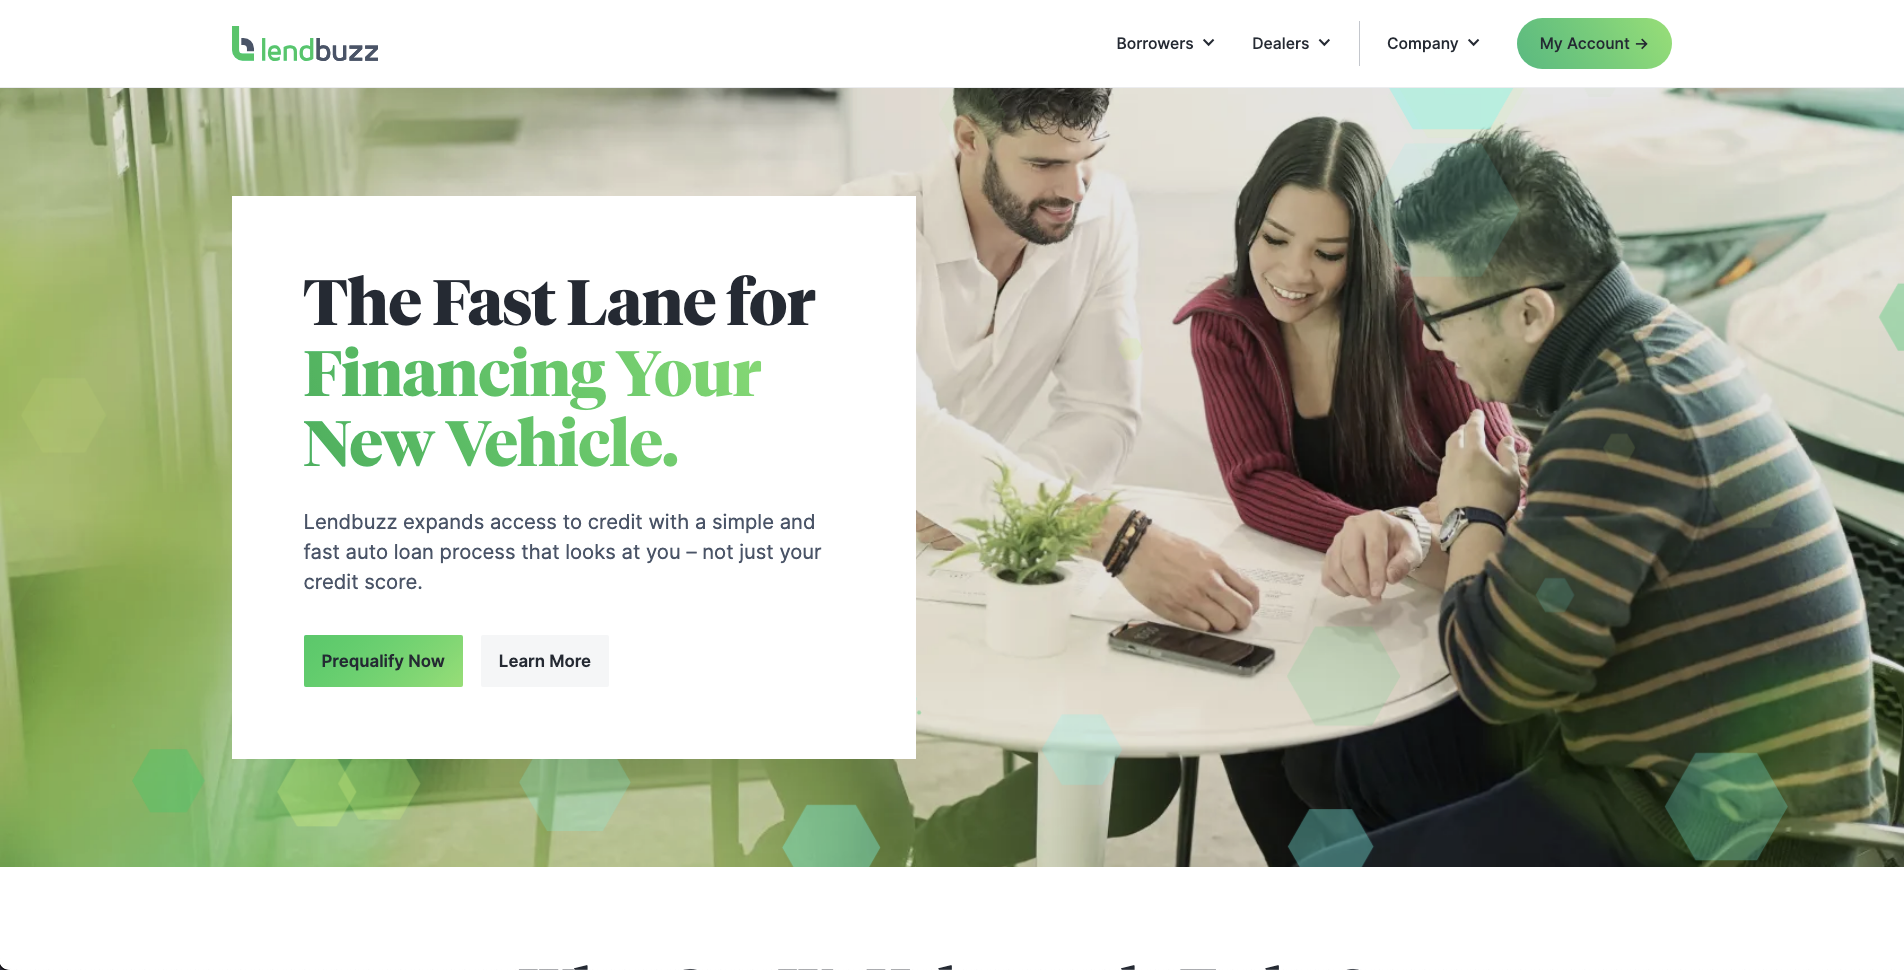 lendbuzz
Borrowers
Dealers
Company
My Account →
The Fast Lane for
Financing Your
New Vehicle.
Lendbuzz expands access to credit with a simple and
fast auto loan process that looks at you – not just your
credit score.
Prequalify Now
Learn More